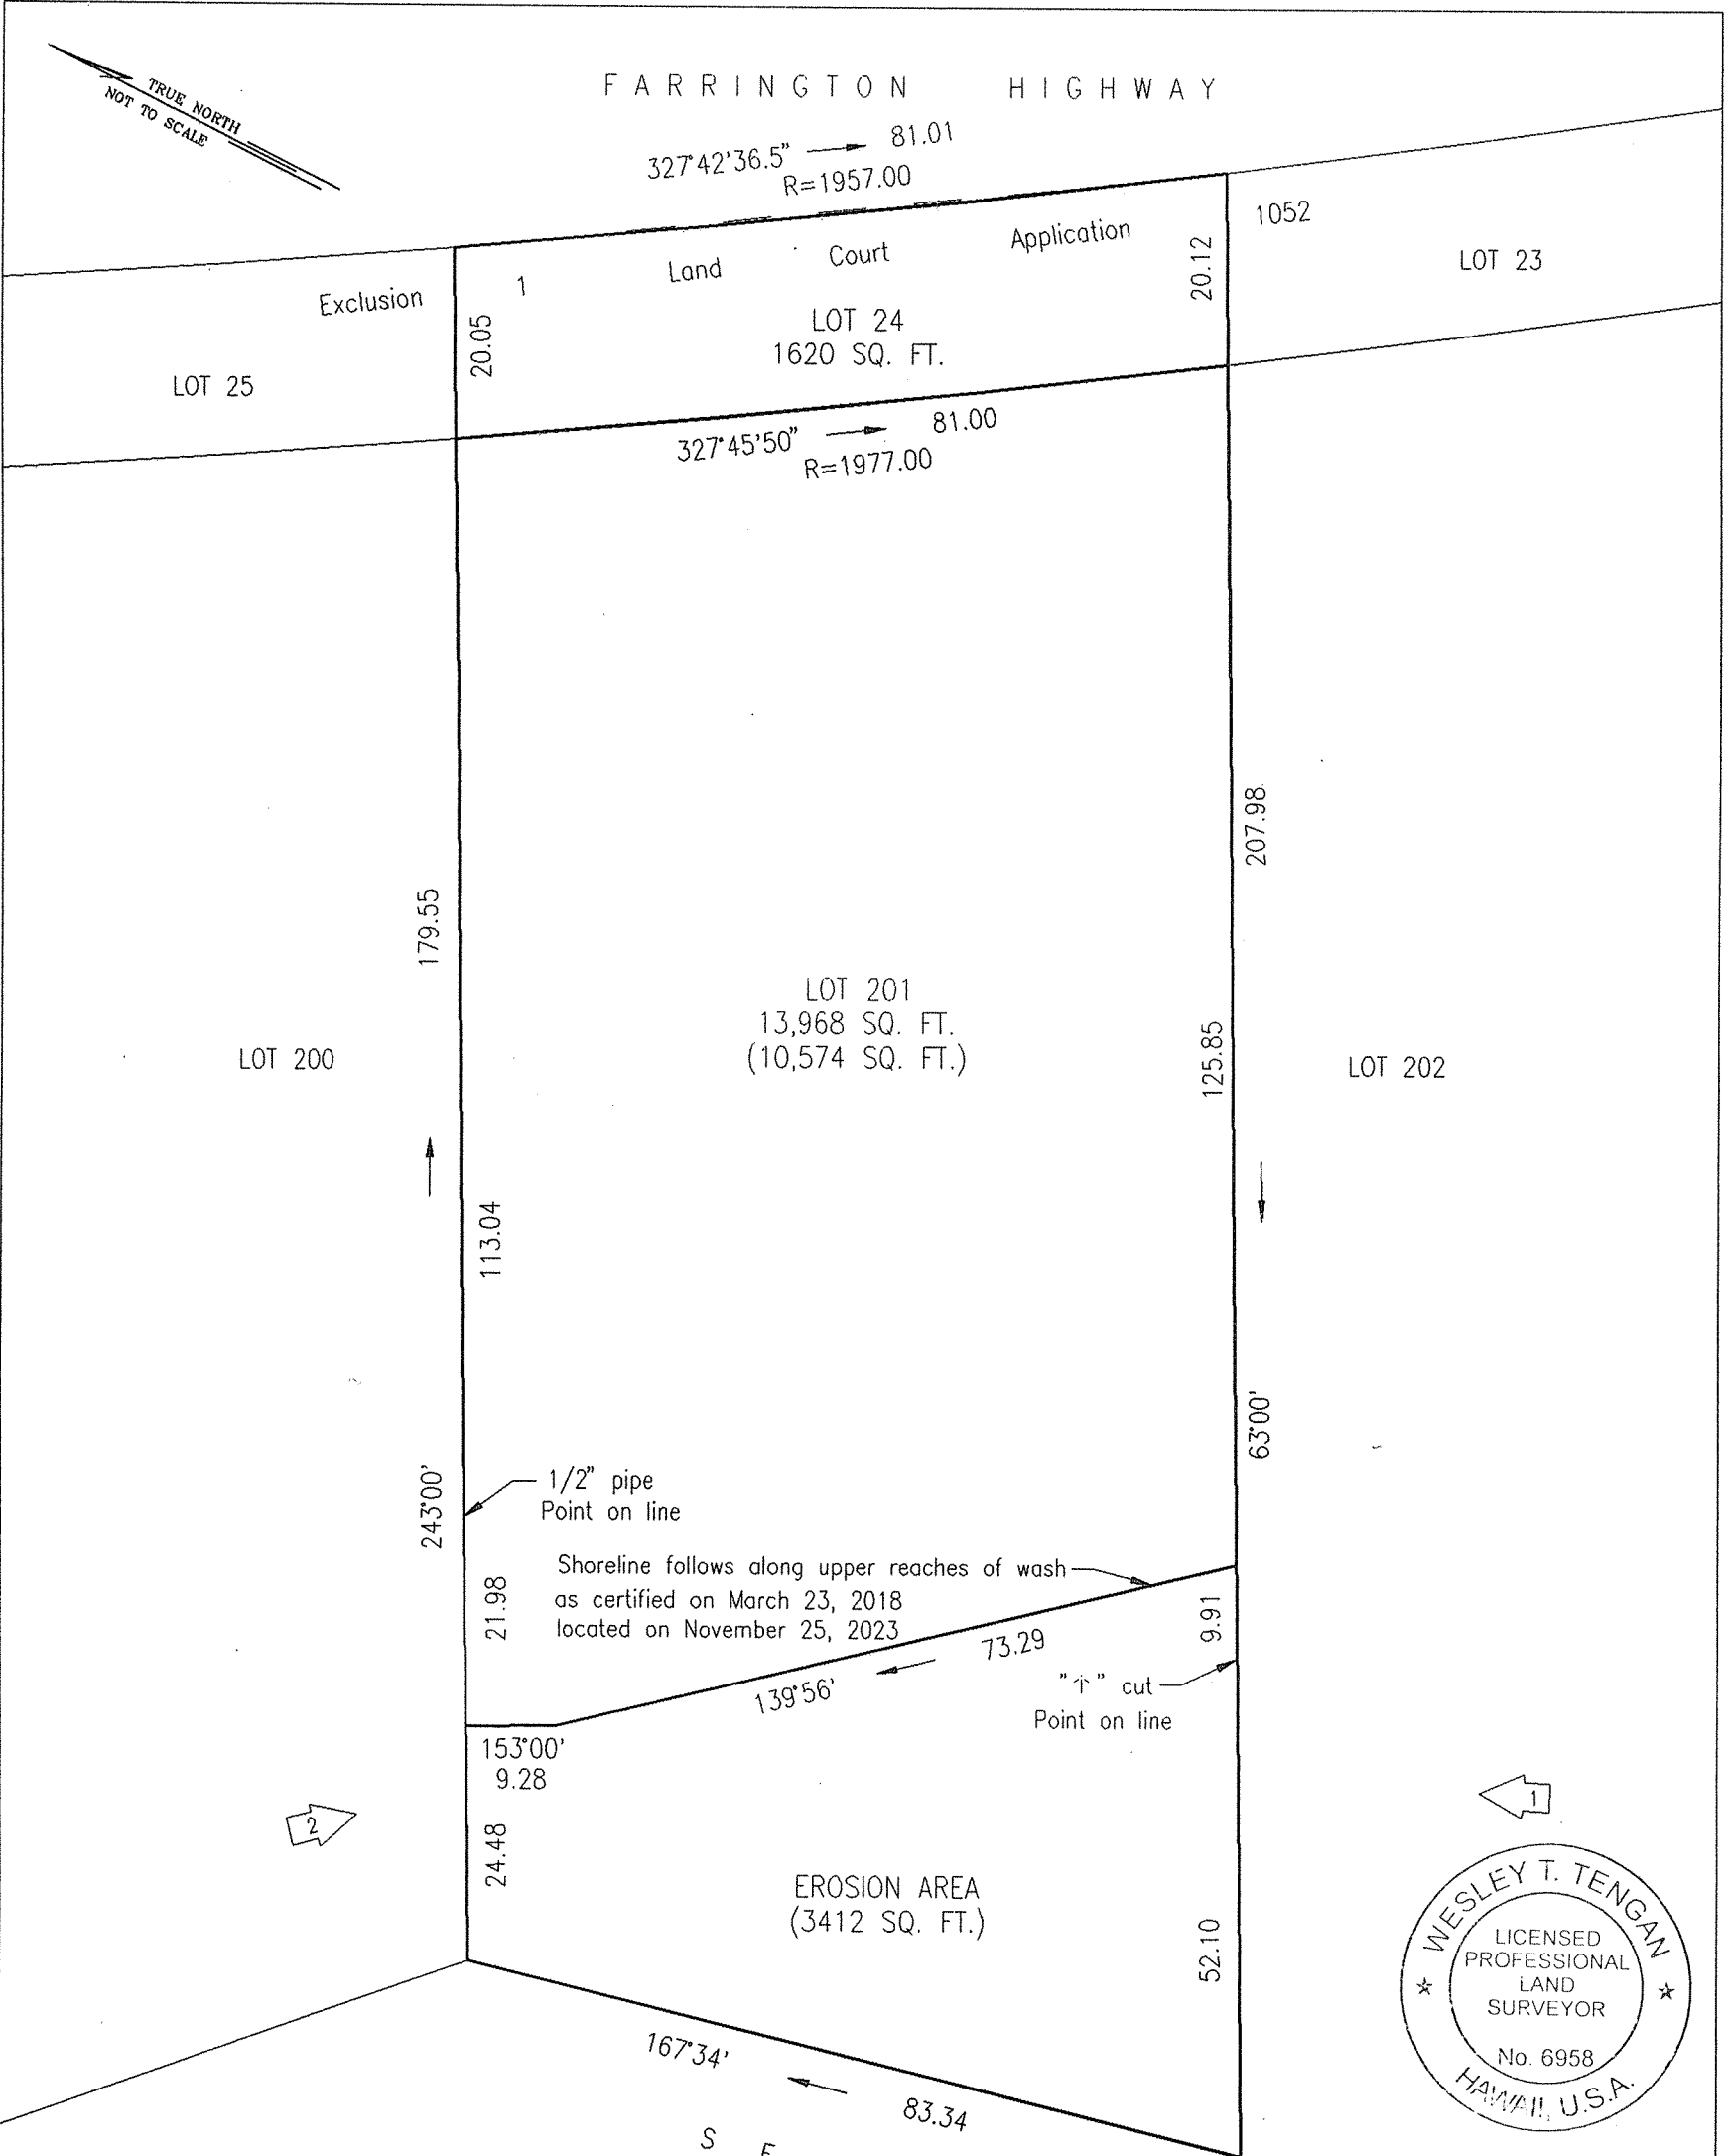 FARRINGTON HIGHWAY
TRUE NORTH
NOT TO SCALE
327°42'36.5" 81.01
R=1957.00
Exclusion 1 Land Court Application 1052
20.05
20.12
LOT 23
LOT 24
1620 SQ. FT.
LOT 25
327°45'50" 81.00
R=1977.00
179.55
207.98
LOT 201
13,968 SQ. FT.
(10,574 SQ. FT.)
LOT 200
125.85
LOT 202
113.04
243°00'
63°00'
1/2" pipe
Point on line
Shoreline follows along upper reaches of wash
as certified on March 23, 2018
located on November 25, 2023
21.98
9.91
73.29
139°56'
"↑" cut
Point on line
153°00'
9.28
2
1
24.48
EROSION AREA
(3412 SQ. FT.)
52.10
WESLEY T. TENGAN
LICENSED
PROFESSIONAL
LAND
SURVEYOR
No. 6958
HAWAII, U.S.A.
167°34'
83.34
S E